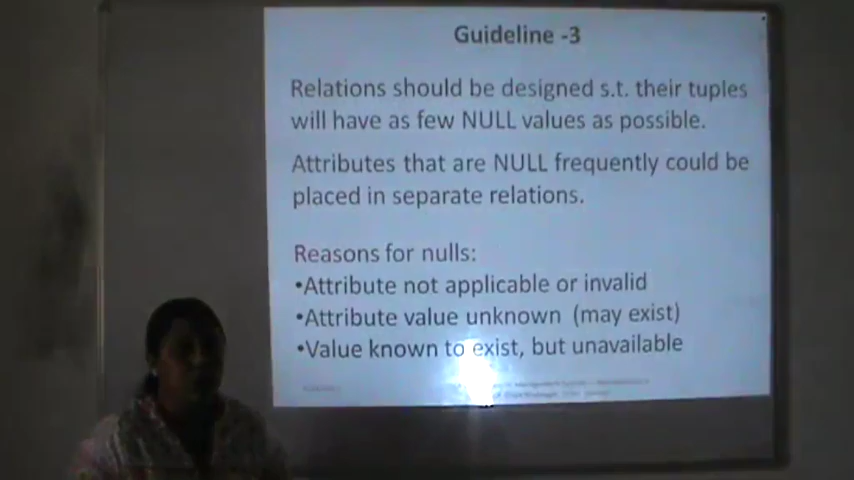 Guideline -3
Relations should be designed s.t. their tuples
will have as few NULL values as possible.
Attributes that are NULL frequently could be
placed in separate relations.
Reasons for nulls:
•Attribute not applicable or invalid
•Attribute value unknown (may exist)
•Value known to exist, but unavailable